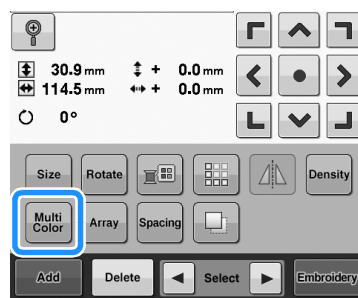 30.9 mm + 0.0 mm
114.5 mm + 0.0 mm
0°
Size Rotate Density
Multi Color Array Spacing
Add Delete Select Embroidery